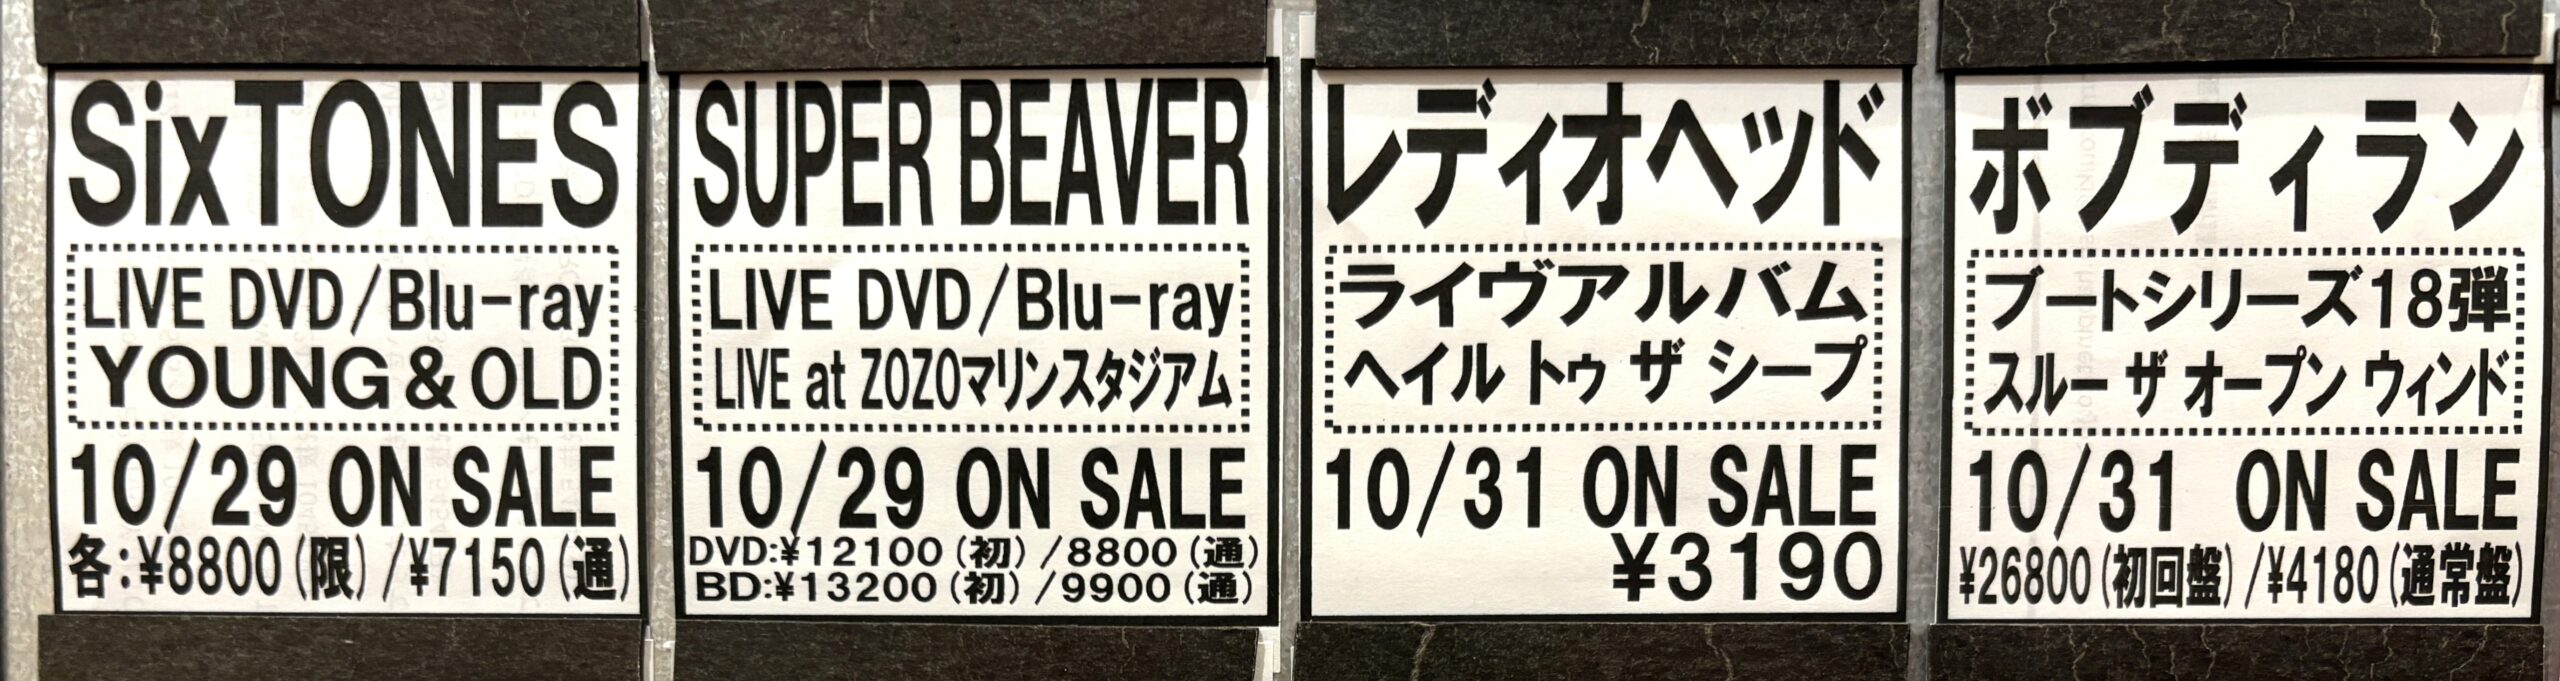 SixTONES
LIVE DVD/Blu-ray
YOUNG&OLD
10/29 ON SALE
各:¥8800(限)/¥7150(通)
SUPER BEAVER
LIVE DVD/Blu-ray
LIVE at ZOZOマリンスタジアム
10/29 ON SALE
DVD:¥12100(初)/8800(通)
BD:¥13200(初)/9900(通)
レディオヘッド
ライヴアルバム
ヘイル トゥ ザ シープ
10/31 ON SALE
¥3190
ボブディラン
ブートシリーズ18弾
スルー ザ オープン ウィンド
10/31 ON SALE
¥26800(初回盤)/¥4180(通常盤)